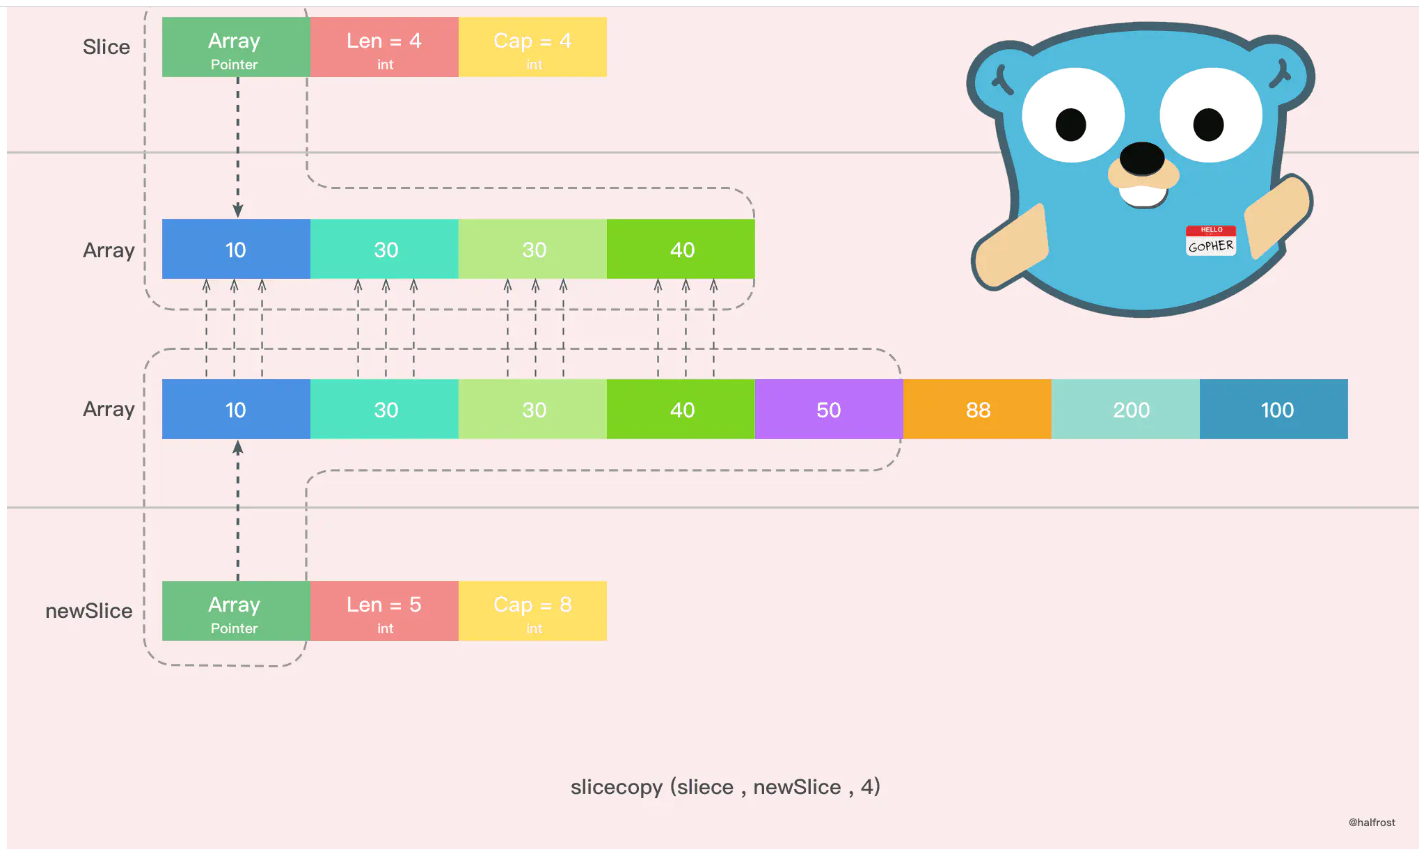 Slice
Array
Pointer
Len = 4
int
Cap = 4
int
HELLO
GOPHER
Array
10
30
30
40
Array
10
30
30
40
50
88
200
100
newSlice
Array
Pointer
Len = 5
int
Cap = 8
int
slicecopy (sliece , newSlice , 4)
@halfrost